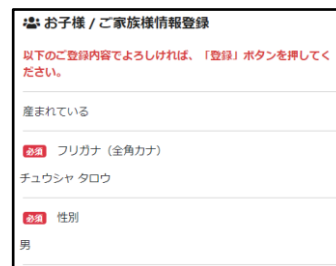 お子様 / ご家族様情報登録
以下のご登録内容でよろしければ、「登録」ボタンを押してく
ださい。
産まれている
必須 フリガナ（全角カナ）
チュウシャ タロウ
必須 性別
男